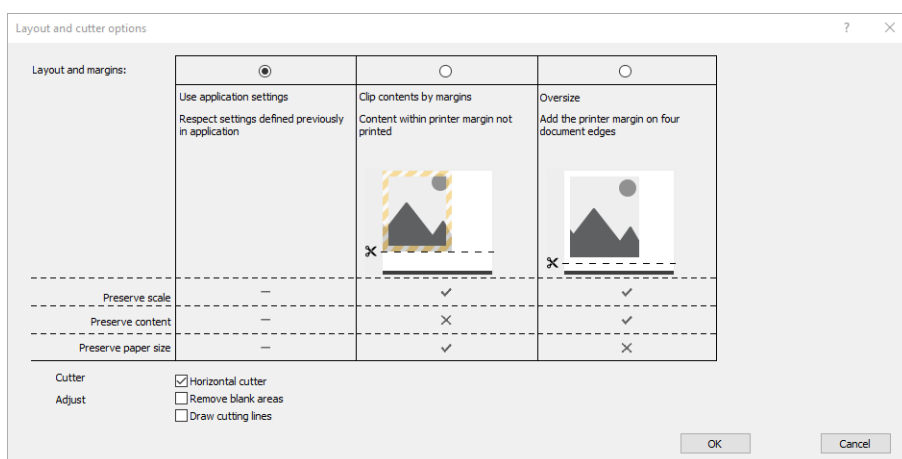 Layout and cutter options
Layout and margins:
Use application settings
Respect settings defined previously
in application
Clip contents by margins
Content within printer margin not
printed
Oversize
Add the printer margin on four
document edges
Preserve scale
Preserve content
Preserve paper size
Cutter
Horizontal cutter
Adjust
Remove blank areas
Draw cutting lines
OK
Cancel